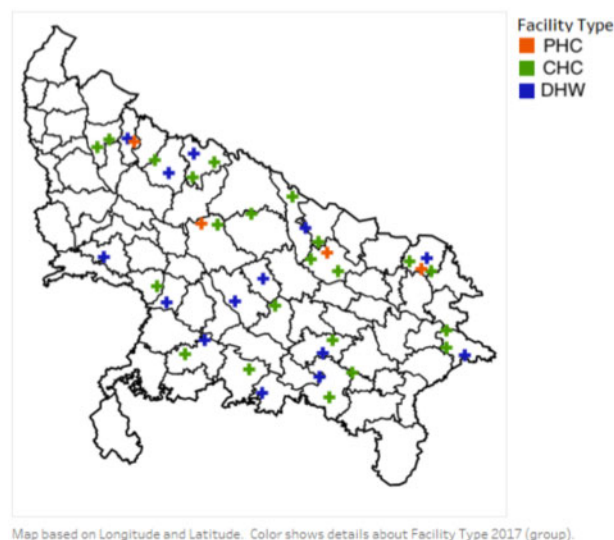 Facility Type
PHC
CHC
DHW
Map based on Longitude and Latitude. Color shows details about Facility Type 2017 (group).